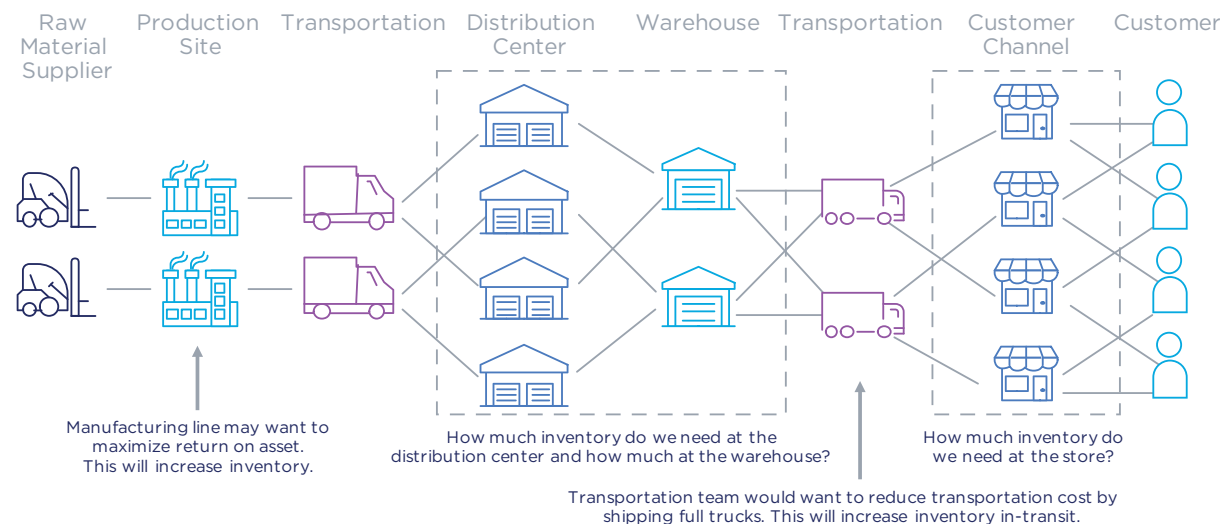 Raw
Material
Supplier
Production
Site
Transportation
Distribution
Center
Warehouse
Transportation
Customer
Channel
Customer
Manufacturing line may want to
maximize return on asset.
This will increase inventory.
How much inventory do we need at the
distribution center and how much at the warehouse?
How much inventory do
we need at the store?
Transportation team would want to reduce transportation cost by
shipping full trucks. This will increase inventory in-transit.